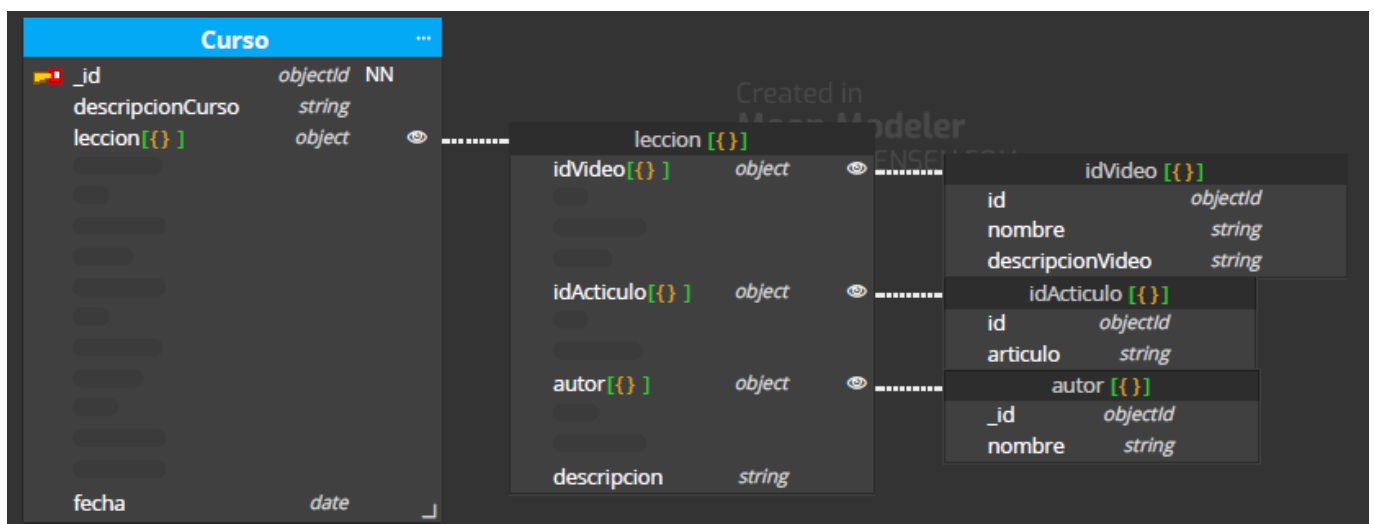 Curso ...
_id objectId NN
descripcionCurso string
leccion[{} ] object
fecha date
Created in
leccion [{}]
idVideo[{} ] object
idActiculo[{} ] object
autor[{} ] object
descripcion string
idVideo [{}]
id objectId
nombre string
descripcionVideo string
idActiculo [{}]
id objectId
articulo string
autor [{}]
_id objectId
nombre string